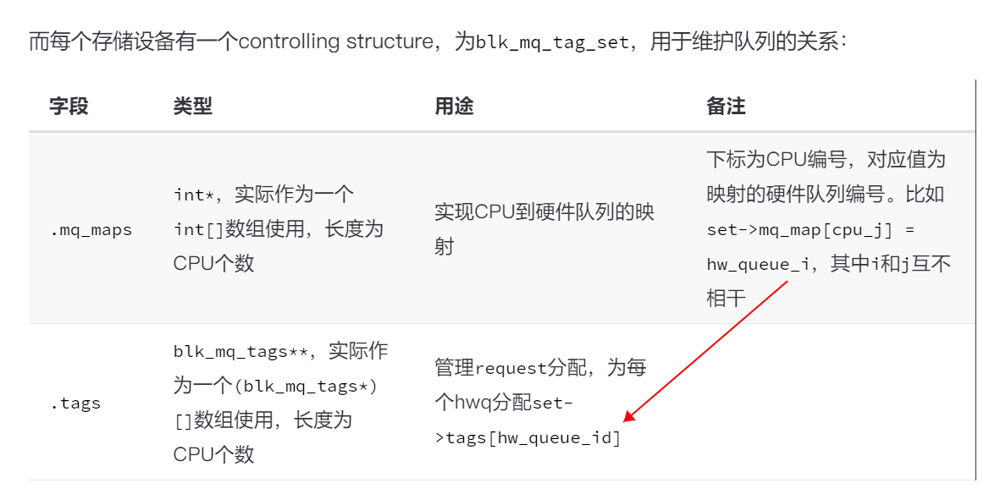 而每个存储设备有一个controlling structure，为blk_mq_tag_set，用于维护队列的关系：
字段 类型 用途 备注
.mq_maps
int*，实际作为一个
int[]数组使用，长度为
CPU个数
实现CPU到硬件队列的映
射
下标为CPU编号，对应值为
映射的硬件队列编号。比如
set->mq_map[cpu_j] =
hw_queue_i，其中i和j互不
相干
.tags
blk_mq_tags**，实际作
为一个(blk_mq_tags*)
[]数组使用，长度为
CPU个数
管理request分配，为每
个hwq分配set-
>tags[hw_queue_id]